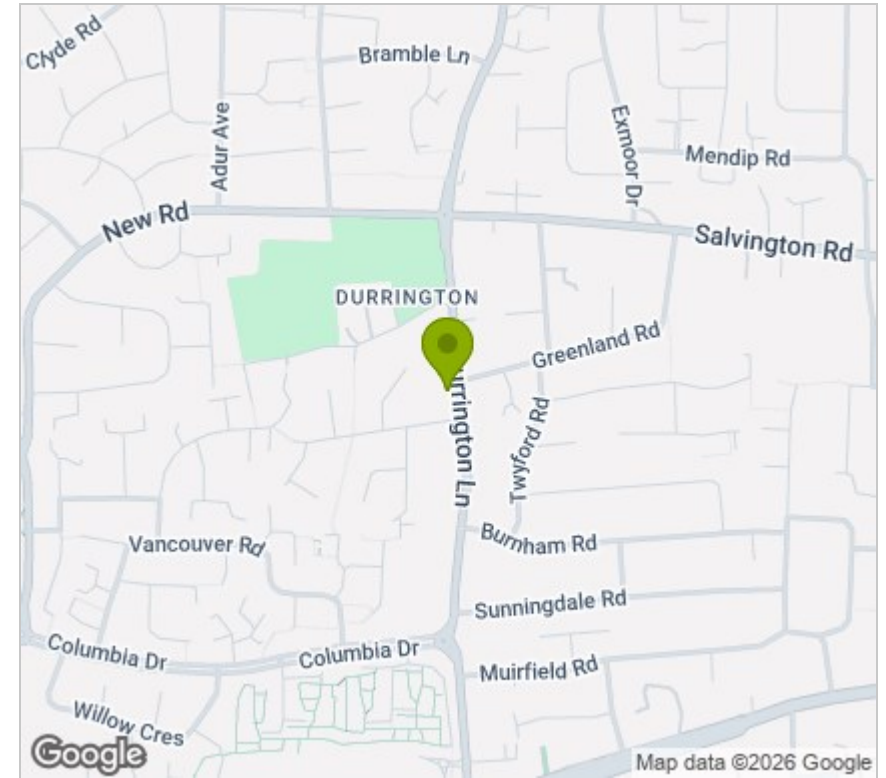 Clyde Rd
Bramble Ln
Adur Ave
Exmoor Dr
Mendip Rd
New Rd
Salvington Rd
DURRINGTON
Greenland Rd
urrington Ln
Twyford Rd
Burnham Rd
Vancouver Rd
Sunningdale Rd
Columbia Dr
Columbia Dr
Muirfield Rd
Willow Cres
Google
Map data ©2026 Google